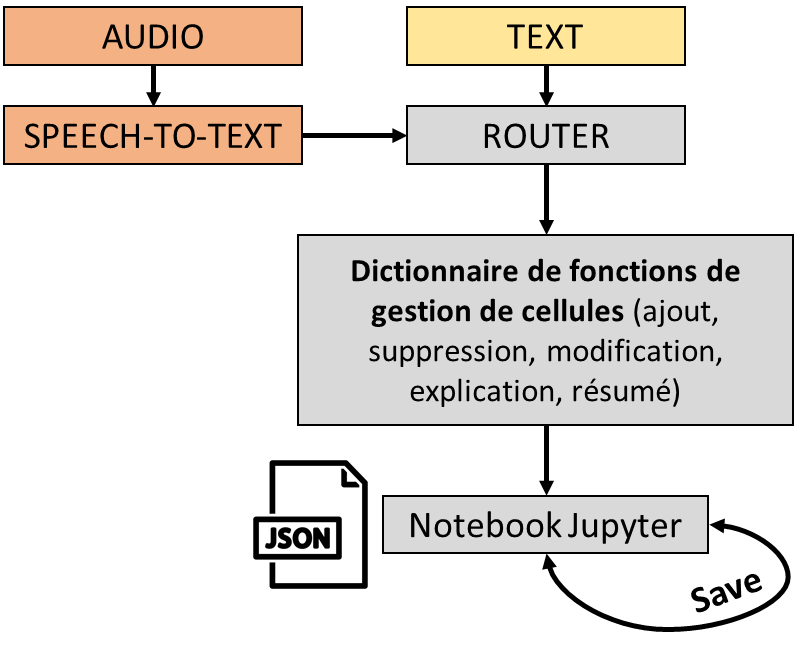 AUDIO
TEXT
SPEECH-TO-TEXT
ROUTER
Dictionnaire de fonctions de
gestion de cellules (ajout,
suppression, modification,
explication, résumé)
JSON
Notebook Jupyter
Save